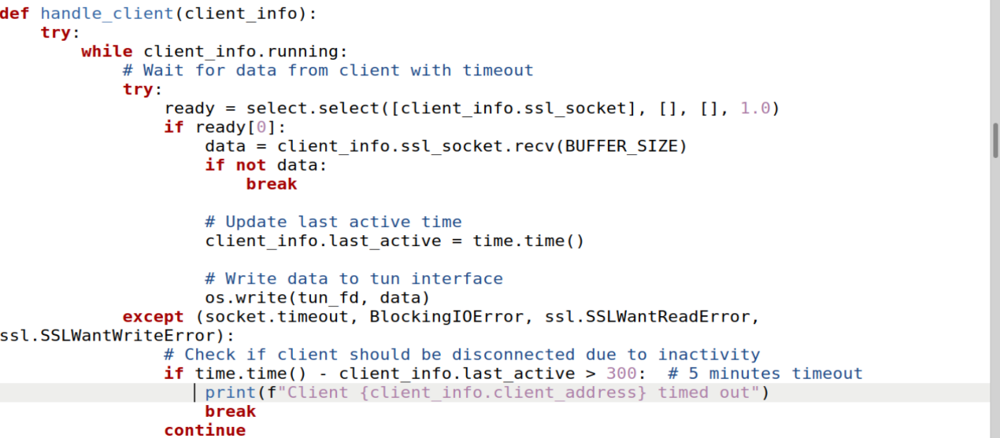 def handle_client(client_info):
    try:
        while client_info.running:
            # Wait for data from client with timeout
            try:
                ready = select.select([client_info.ssl_socket], [], [], 1.0)
                if ready[0]:
                    data = client_info.ssl_socket.recv(BUFFER_SIZE)
                    if not data:
                        break

                    # Update last active time
                    client_info.last_active = time.time()

                    # Write data to tun interface
                    os.write(tun_fd, data)
            except (socket.timeout, BlockingIOError, ssl.SSLWantReadError,
ssl.SSLWantWriteError):
                # Check if client should be disconnected due to inactivity
                if time.time() - client_info.last_active > 300:  # 5 minutes timeout
                    print(f"Client {client_info.client_address} timed out")
                    break
                continue